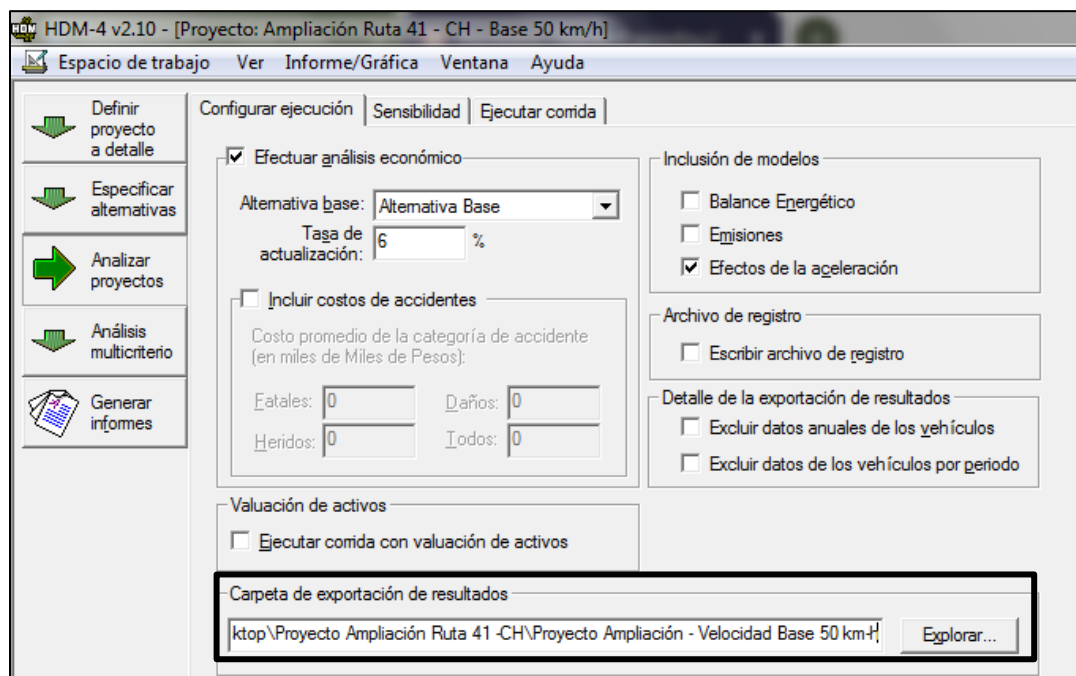 HDM-4 v2.10 - [Proyecto: Ampliación Ruta 41 - CH - Base 50 km/h]
Espacio de trabajo Ver Informe/Gráfica Ventana Ayuda
Definir
proyecto
a detalle
Especificar
alternativas
Analizar
proyectos
Análisis
multicriterio
Generar
informes
Configurar ejecución Sensibilidad Ejecutar corrida
Efectuar análisis económico
Alternativa base: Alternativa Base
Tasa de
actualización: 6 %
Incluir costos de accidentes
Costo promedio de la categoría de accidente
(en miles de Miles de Pesos):
Fatales: 0 Daños: 0
Heridos: 0 Todos: 0
Inclusión de modelos
Balance Energético
Emisiones
Efectos de la aceleración
Archivo de registro
Escribir archivo de registro
Detalle de la exportación de resultados
Excluir datos anuales de los vehículos
Excluir datos de los vehículos por periodo
Valuación de activos
Ejecutar corrida con valuación de activos
Carpeta de exportación de resultados
ktop\Proyecto Ampliación Ruta 41 -CH\Proyecto Ampliación - Velocidad Base 50 km-H Explorar...